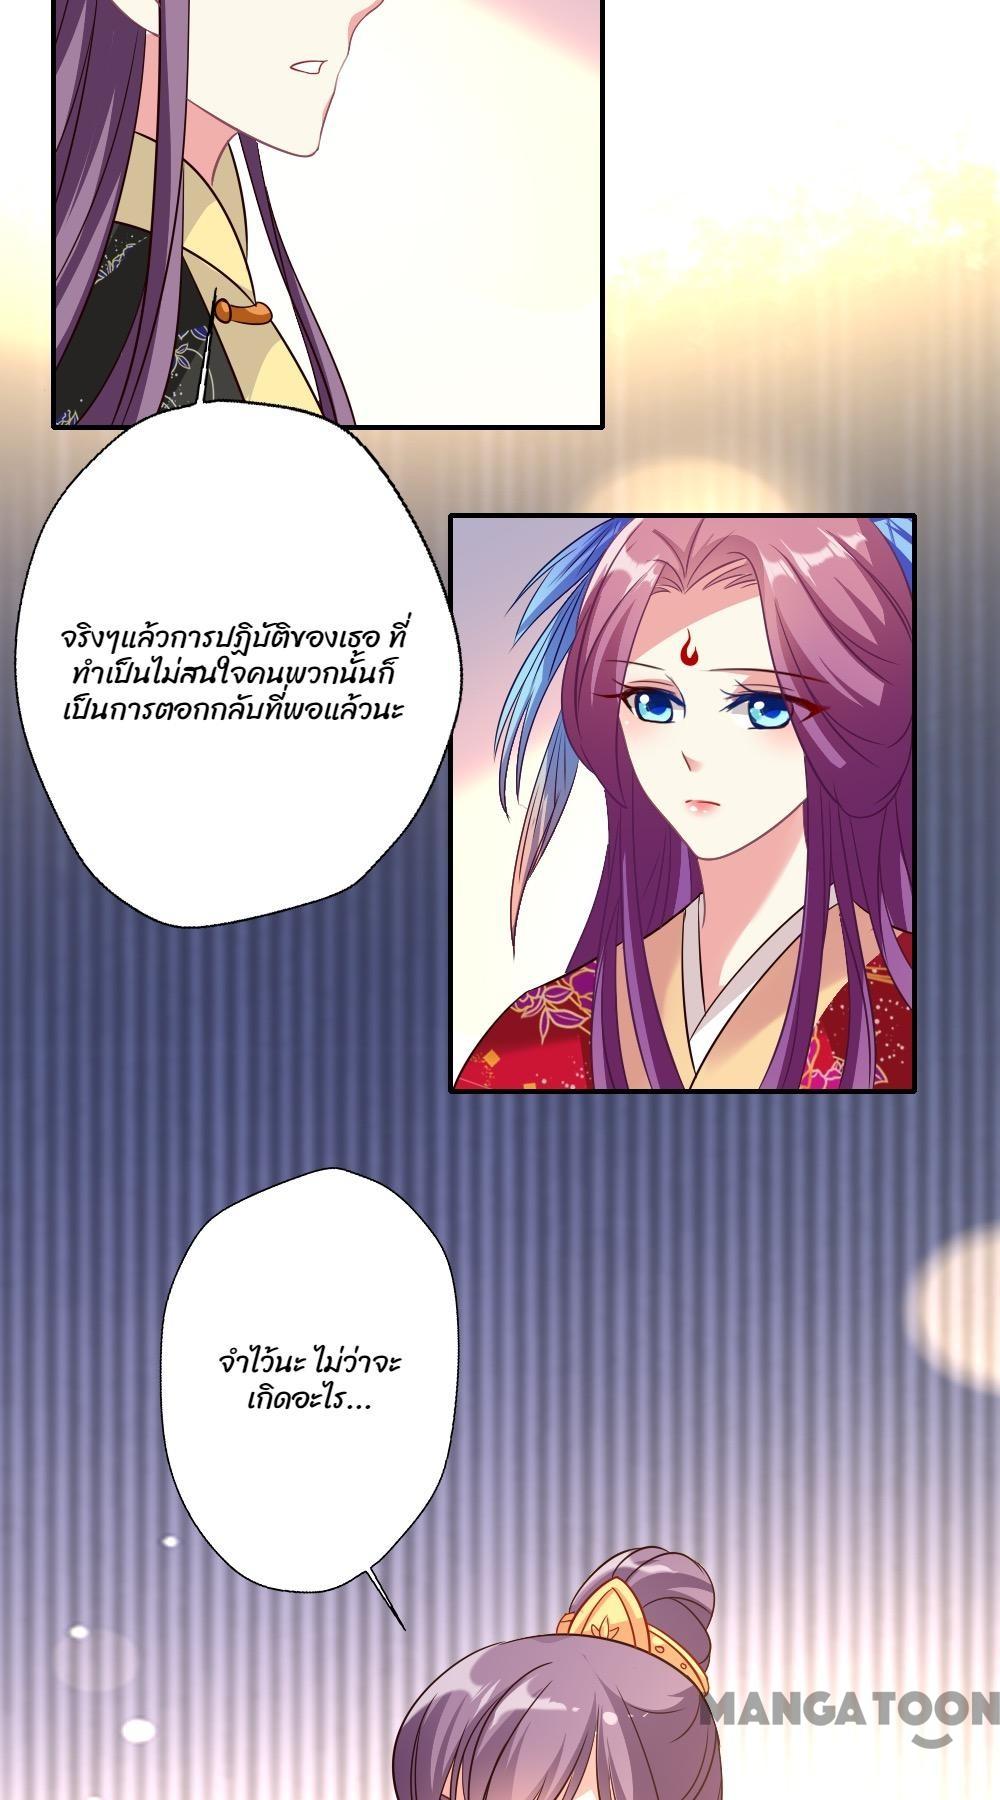 จริงๆแล้วการปฏิบัติของเธอ ที่
ทำเป็นไม่สนใจคนพวกนั้นก็
เป็นการตอกกลับที่พอแล้วนะ
จำไว้นะ ไม่ว่าจะ
เกิดอะไร...
MANGA TOON